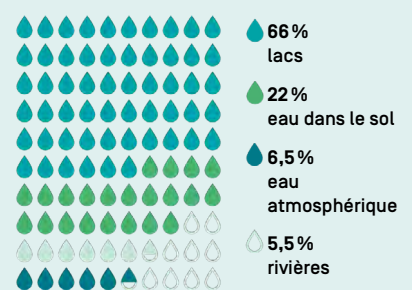 66 %
lacs
22 %
eau dans le sol
6,5 %
eau
atmosphérique
5,5 %
rivières